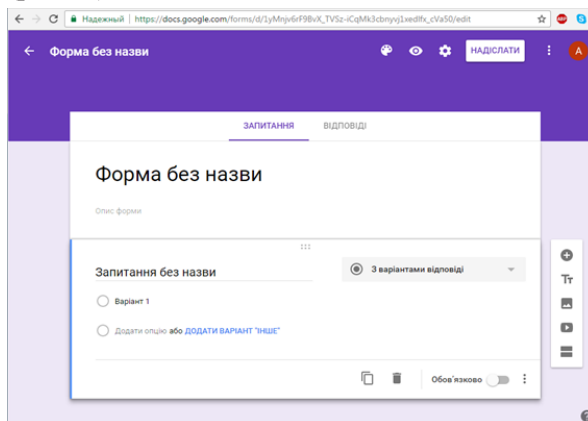 Надежный | https://docs.google.com/forms/d/1yMnjv6rF9BvX_TVSz-iCqMk3cbnyvj1xedlfx_cVa50/edit
Форма без назви
НАДІСЛАТИ
A
ЗАПИТАННЯ ВІДПОВІДІ
Форма без назви
Опис форми
Запитання без назви
З варіантами відповіді
Варіант 1
Додати опцію або ДОДАТИ ВАРІАНТ "ІНШЕ"
Обов'язково